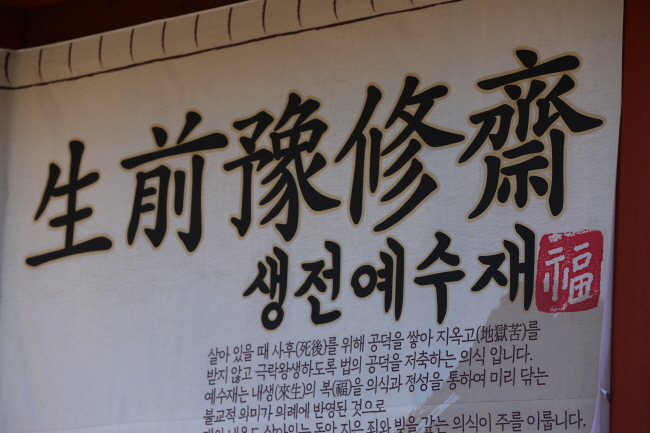 生前豫修齋
생전예수재
福
살아 있을 때 사후(死後)를 위해 공덕을 쌓아 지옥고(地獄苦)를
받지 않고 극락왕생하도록 법의 공덕을 저축하는 의식 입니다.
예수재는 내생(來生)의 복(福)을 의식과 정성을 통하여 미리 닦는
불교적 의미가 의례에 반영된 것으로
살아있는 동안 지은 죄와 빚을 갚는 의식이 주를 이룹니다.